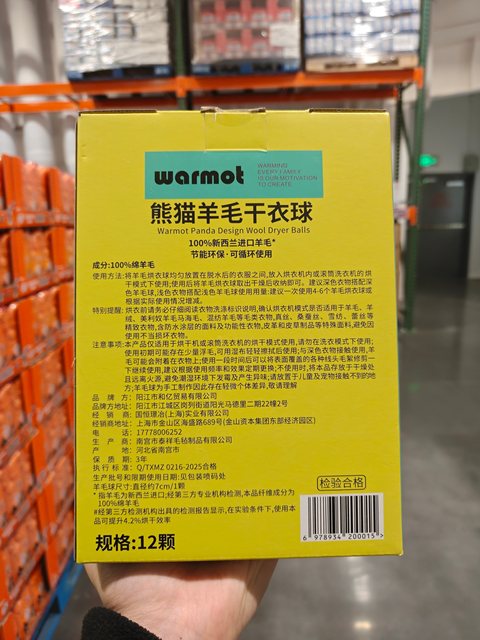 warmot
WARMING
EVERY FAMILY
IS OUR MOTIVATION
TO CREATE
熊猫羊毛干衣球
Warmot Panda Design Wool Dryer Balls
100%新西兰进口羊毛*
节能环保·可循环使用
成分:100%绵羊毛
使用方法:将羊毛烘衣球均匀放置在脱水后的衣服之间,放入烘衣机内或滚筒洗衣机的烘
干模式下使用;使用后将羊毛烘衣球取出干燥后收纳即可。建议深色衣物搭配
深色羊毛球,浅色衣物搭配浅色羊毛球使用用量:建议一次使用4-6个羊毛烘衣球或
根据实际使用情况增减。
特别提醒:烘衣前请务必仔细阅读衣物洗涤标识说明,确认烘衣机模式是否适用于羊毛、羊
绒、美利奴羊毛马海毛、混纺羊毛等毛类衣物,真丝、桑蚕丝、雪纺、蕾丝等
精致衣物,含防水涂层的面料及功能性衣物,皮革和皮草制品等特殊面料,避免因
使用不当损坏衣物。
注意事项:本产品仅适用于烘干机或滚筒洗衣机的烘干模式下使用,请勿在洗衣模式下使用;
使用初期可能存在少量浮毛,可用湿布轻轻擦拭后使用;与深色衣物接触使用,羊
毛可能会附着在衣物上;使用一段时间后可以将表面覆盖的各种线头毛絮修剪一
下继续使用,建议根据使用频率和效果定期更换;不使用时,将本品存放于干燥处
且远离火源,避免潮湿环境下发霉及产生异味;请放置于儿童及宠物接触不到的地
方;羊毛球为手工制作因此存在轻微个体差异,敬请理解
品 牌 方:阳江市和亿贸易有限公司
品牌方地址:阳江市江城区岗列街道阳光马德里二期22幢2号
经 销 商:国恒理治(上海)实业有限公司
经销商地址:上海市金山区海盛路689号(金山资本集团东部经济园区)
电 话:17778006252
生 产 商:南宫市泰祥毛毡制品有限公司
产 地:河北省南宫市
保 质 期:3年
执行标准:Q/TXMZ 0216-2025合格
生产批号和限期使用日期:见包装喷码处
羊毛球尺寸:直径约7cm/1颗
*指羊毛为新西兰进口;经第三方专业机构检测,本品纤维成分为
100%绵羊毛
#经第三方检测机构出具的检测报告显示,在实验条件下,使用本
品可提升4.2%烘干效率
检验合格
规格:12颗
6 978934 200015